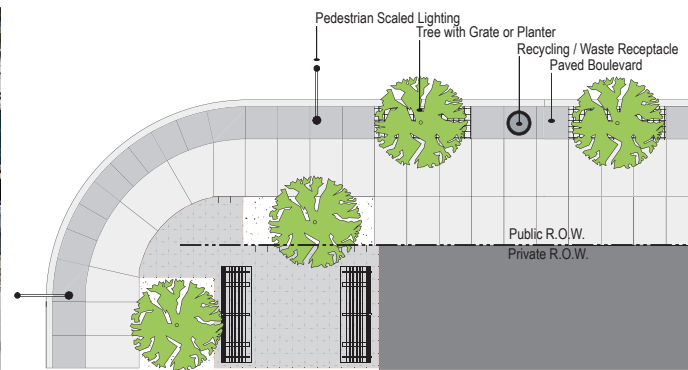 Pedestrian Scaled Lighting
Tree with Grate or Planter
Recycling / Waste Receptacle
Paved Boulevard
Public R.O.W.
Private R.O.W.